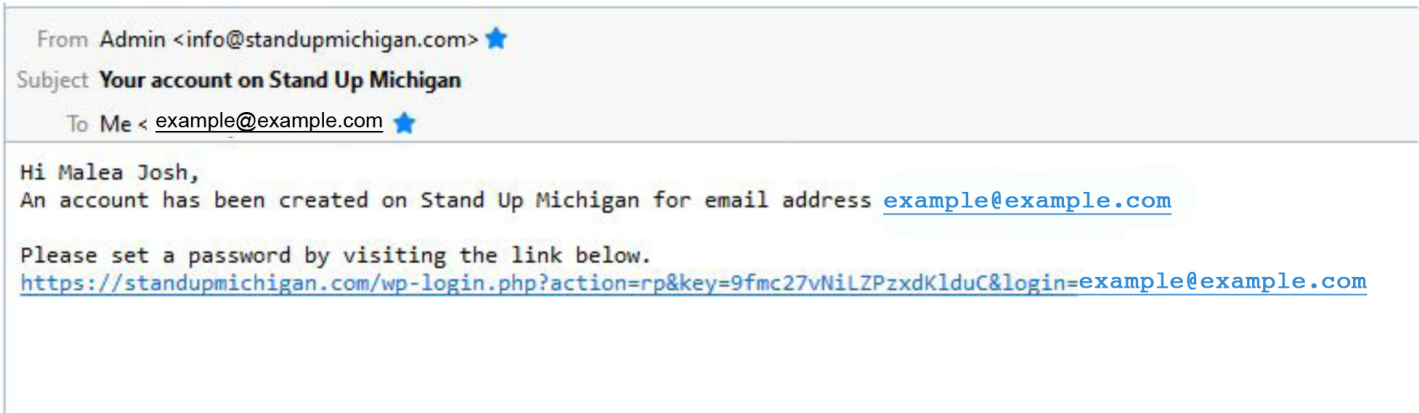 From Admin <info@standupmichigan.com>
Subject Your account on Stand Up Michigan
To Me < example@example.com
Hi Malea Josh,
An account has been created on Stand Up Michigan for email address example@example.com
Please set a password by visiting the link below.
https://standupmichigan.com/wp-login.php?action=rp&key=9fmc27vNiLZPzxdKlduC&login=example@example.com